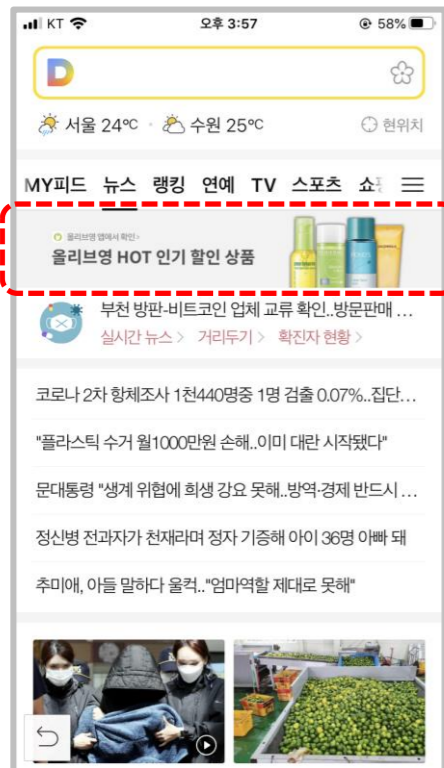 KT 오후 3:57 58%
D
서울 24℃ · 수원 25℃ 현위치
MY피드 뉴스 랭킹 연예 TV 스포츠
올리브영 앱에서 확인>
올리브영 HOT 인기 할인 상품
부천 방판-비트코인 업체 교류 확인..방문판매 ...
실시간 뉴스 > 거리두기 > 확진자 현황 >
코로나 2차 항체조사 1천440명중 1명 검출 0.07%..집단...
"플라스틱 수거 월1000만원 손해..이미 대란 시작됐다"
문대통령 "생계 위협에 희생 강요 못해..방역·경제 반드시 ...
정신병 전과자가 천재라며 정자 기증해 아이 36명 아빠 돼
추미애, 아들 말하다 울컥.."엄마역할 제대로 못해"